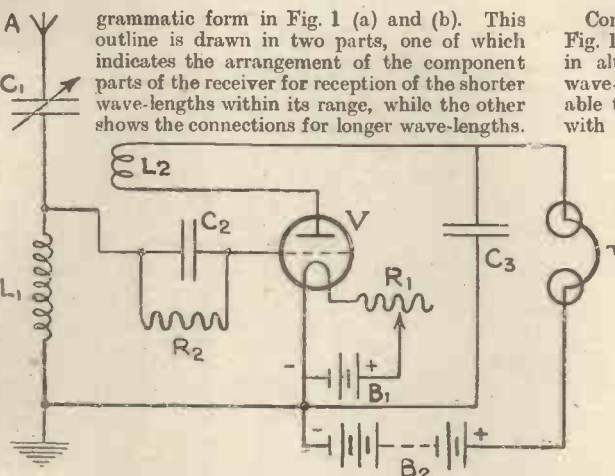 grammatic form in Fig. 1 (a) and (b). This
outline is drawn in two parts, one of which
indicates the arrangement of the component
parts of the receiver for reception of the shorter
wave-lengths within its range, while the other
shows the connections for longer wave-lengths.
Fig. 1
in
wave-
with
A
C1
L2
C2
V
C3
L1
R2
R1
- +
B1
- +
B2